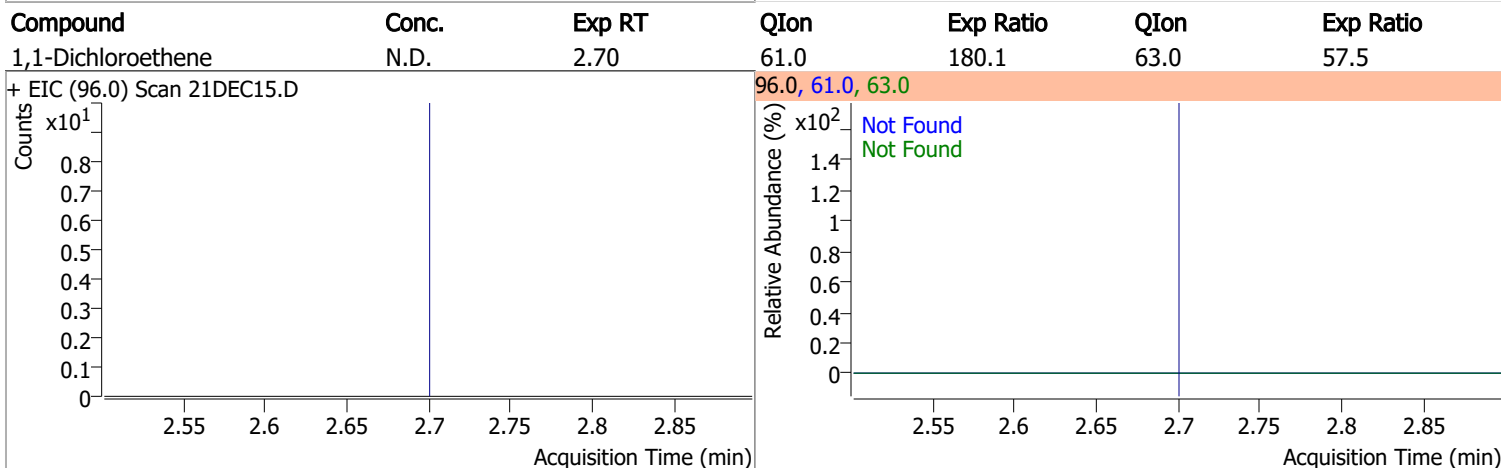 Compound Conc. Exp RT QIon Exp Ratio QIon Exp Ratio
1,1-Dichloroethene N.D. 2.70 61.0 180.1 63.0 57.5
+ EIC (96.0) Scan 21DEC15.D
Counts
x10¹
0.8
0.7
0.6
0.5
0.4
0.3
0.2
0.1
0
2.55 2.6 2.65 2.7 2.75 2.8 2.85
Acquisition Time (min)
96.0, 61.0, 63.0
Relative Abundance (%)
x10²
Not Found
Not Found
1.4
1.2
1
0.8
0.6
0.4
0.2
0
2.55 2.6 2.65 2.7 2.75 2.8 2.85
Acquisition Time (min)